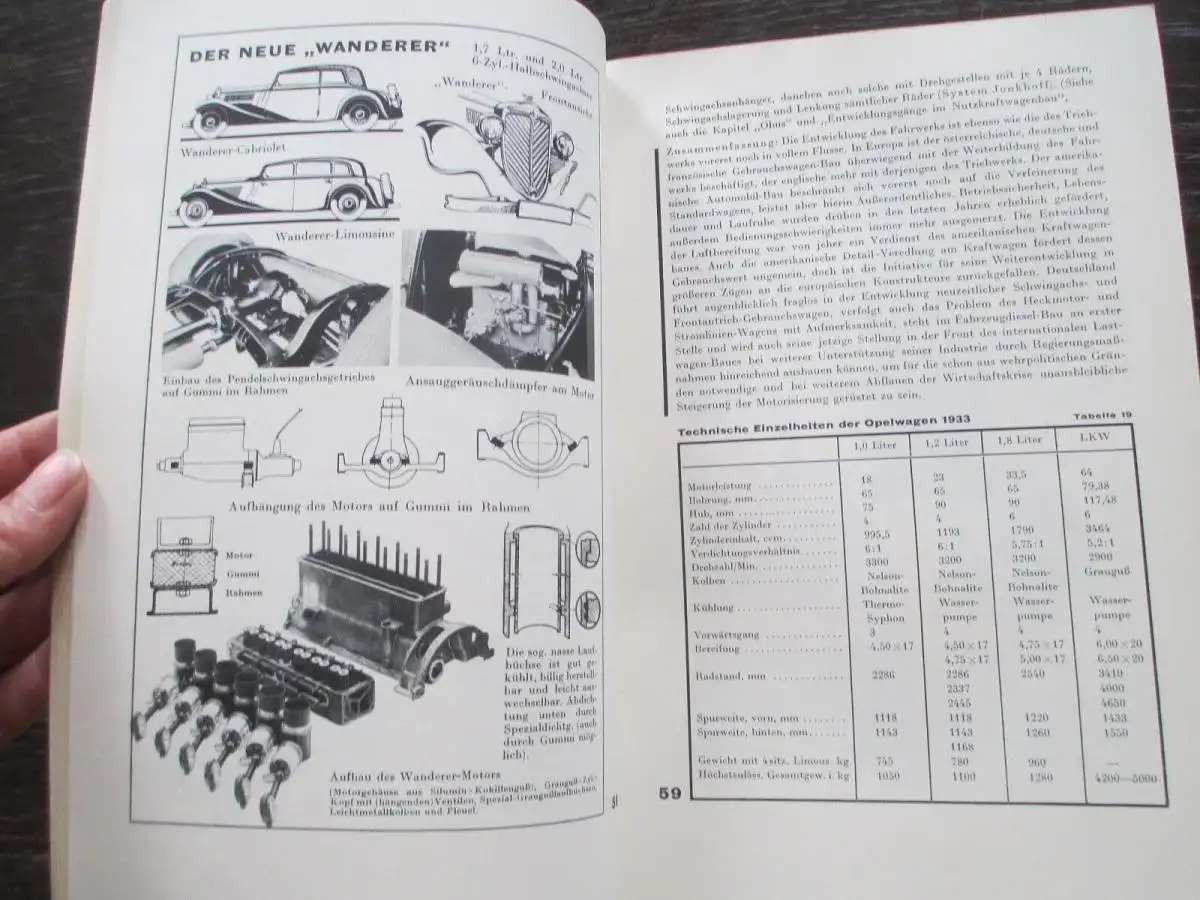 DER NEUE „WANDERER“
1,7 Ltr. und 2,0 Ltr.
6-Zyl.-Halbschwingachser
„Wanderer“-
Frontansicht
Wanderer-Cabriolet
Wanderer-Limousine
Einbau des Pendelschwingachsgetriebes
auf Gummi im Rahmen
Ansauggeräuschdämpfer am Motor
Aufhängung des Motors auf Gummi im Rahmen
Motor
Gummi
Rahmen
Die sog. nasse Lauf-
büchse ist gut ge-
kühlt, billig herstell-
bar und leicht aus-
wechselbar. Abdich-
tung unten durch
Spezialdichtg. (auch
durch Gummi mög-
lich).
Aufbau des Wanderer-Motors
(Motorgehäuse aus Silumin-Kokillenguß), Grauguß-Zyl.-
Kopf mit (hängenden) Ventilen, Spezial-Graugußlaufbüchsen,
Leichtmetallkolben und Pleuel.
Schwingachsanhänger, daneben auch solche mit Drehgestellen mit je 4 Rädern,
Schwingachslagerung und Lenkung sämtlicher Räder (System Jonkhoff). (Siehe
auch die Kapitel „Obus“ und „Entwicklungsgänge im Nutzkraftwagenbau“.
Zusammenfassung: Die Entwicklung des Fahrwerks ist ebenso wie die des Trieb-
werks vorerst noch in vollem Flusse. In Europa ist der österreichische, deutsche und
französische Gebrauchswagen-Bau überwiegend mit der Weiterbildung des Fahr-
werks beschäftigt, der englische mehr mit derjenigen des Triebwerks. Der amerika-
nische Automobil-Bau beschränkt sich vorerst noch auf die Verfeinerung des
Standardwagens, leistet aber hierin Außerordentliches. Betriebssicherheit, Lebens-
dauer und Laufruhe wurden drüben in den letzten Jahren erheblich gefördert,
außerdem Bedienungsschwierigkeiten immer mehr ausgemerzt. Die Entwicklung
der Luftbereifung war von jeher ein Verdienst des amerikanischen Kraftwagen-
baues. Auch die amerikanische Detail-Veredlung am Kraftwagen fördert dessen
Gebrauchswert ungemein, doch ist die Initiative für seine Weiterentwicklung in
größeren Zügen an die europäischen Konstrukteure zurückgefallen. Deutschland
führt augenblicklich fraglos in der Entwicklung neuzeitlicher Schwingachs- und
Frontantrieb-Gebrauchswagen, verfolgt auch das Problem des Heckmotor- und
Stromlinien-Wagens mit Aufmerksamkeit, steht im Fahrzeugdiesel-Bau an erster
Stelle und wird auch seine jetzige Stellung in der Front des internationalen Last-
wagen-Baues bei weiterer Unterstützung seiner Industrie durch Regierungsmaß-
nahmen hinreichend ausbauen können, um für die schon aus wehrpolitischen Grün-
den notwendige und bei weiterem Abflauen der Wirtschaftskrise unausbleibliche
Steigerung der Motorisierung gerüstet zu sein.
Technische Einzelheiten der Opelwagen 1933 Tabelle 19
1,0 Liter 1,2 Liter 1,8 Liter LKW
Motorleistung 18 23 33,5 64
Bohrung, mm 65 65 65 79,38
Hub, mm 75 90 90 117,48
Zahl der Zylinder 4 4 6 6
Zylinderinhalt, ccm 995,5 1193 1790 3464
Verdichtungsverhältnis 6:1 6:1 5,75:1 5,2:1
Drehzahl/Min. 3300 3200 3200 2900
Kolben Nelson- Nelson- Nelson- Grauguß
Bohnalite Bohnalite Bohnalite
Kühlung Thermo- Wasser- Wasser- Wasser-
Syphon pumpe pumpe pumpe
Vorwärtsgang 3 4 4 4
Bereifung 4,50×17 4,50×17 4,75×17 6,00×20
4,75×17 5,00×17 6,50×20
Radstand, mm 2286 2286 2540 3410
2337 4000
2445 4650
Spurweite, vorn, mm 1118 1118 1220 1433
Spurweite, hinten, mm 1143 1143 1260 1550
1168
Gewicht mit 4sitz. Limous. kg 745 780 960 —
Höchstzuläss. Gesamtgew. i. kg 1050 1100 1280 4200—5000
59